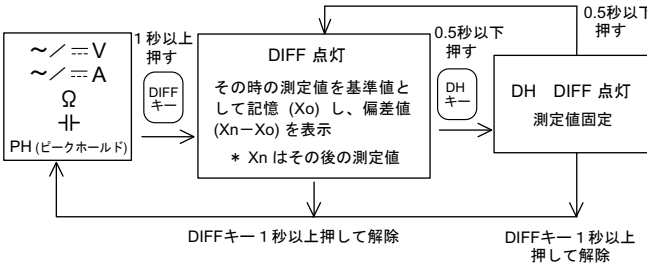 ～／⎓V
～／⎓A
Ω
⊣⊢
PH (ピークホールド)
1 秒以上
押す
DIFF
キー
DIFF 点灯
その時の測定値を基準値と
して記憶 (Xo) し、偏差値
(Xn－Xo) を表示
＊ Xn はその後の測定値
0.5秒以下
押す
DH
キー
0.5秒以下
押す
DH DIFF 点灯
測定値固定
DIFFキー 1 秒以上押して解除
DIFFキー 1 秒以上
押して解除